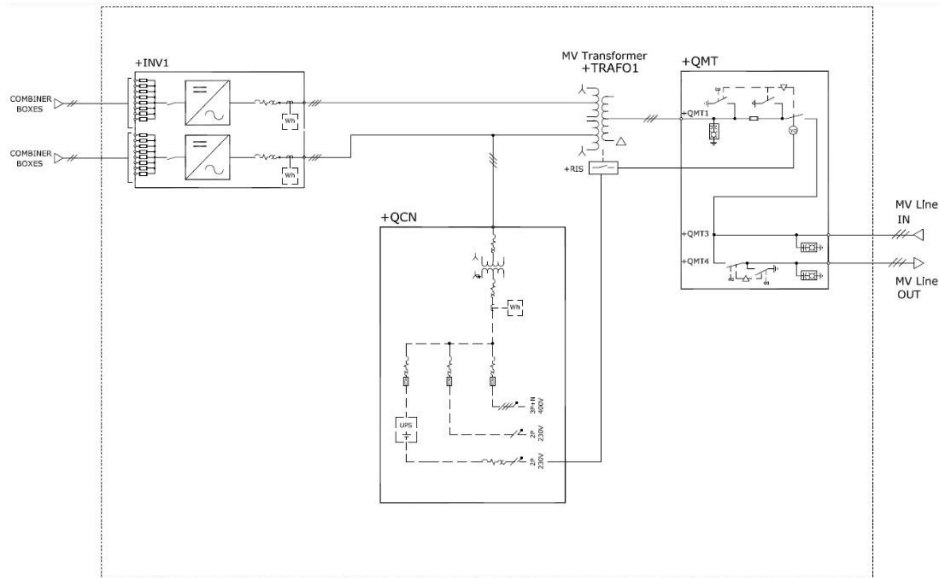 +INV1
COMBINER
BOXES
Wh
COMBINER
BOXES
Wh
MV Transformer
+TRAFO1
+RIS
+QMT
+QMT1
+QMT3
+QMT4
MV Line
IN
MV Line
OUT
+QCN
Wh
UPS
3P+N
400V
2P
230V
2P
230V